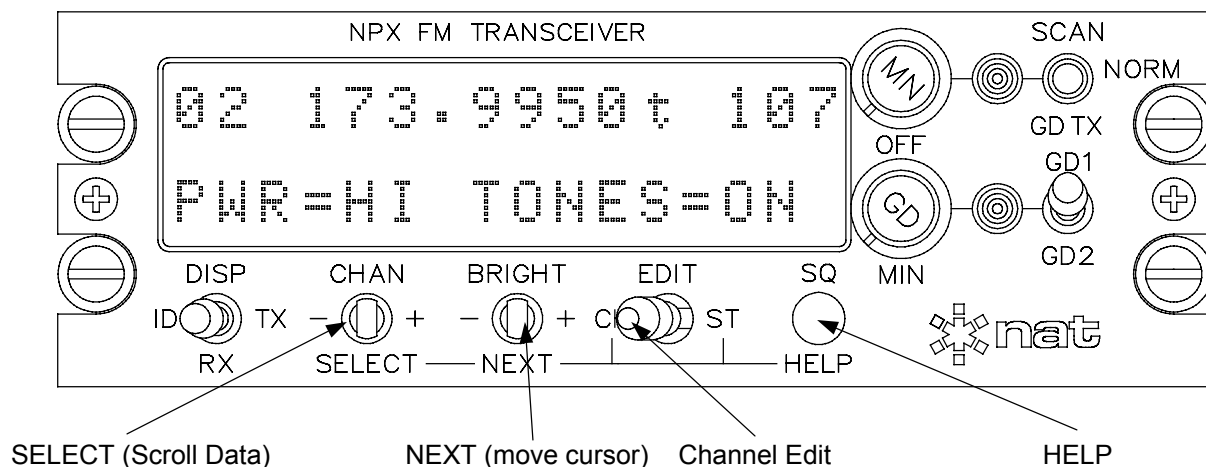 NPX FM TRANSCEIVER
SCAN
MN
NORM
02 173.9950t 107
GD TX
OFF
GD1
PWR=HI TONES=ON
GD
GD2
MIN
DISP CHAN BRIGHT EDIT SQ
ID TX - + - + ST
RX SELECT NEXT HELP
nat
SELECT (Scroll Data) NEXT (move cursor) Channel Edit HELP